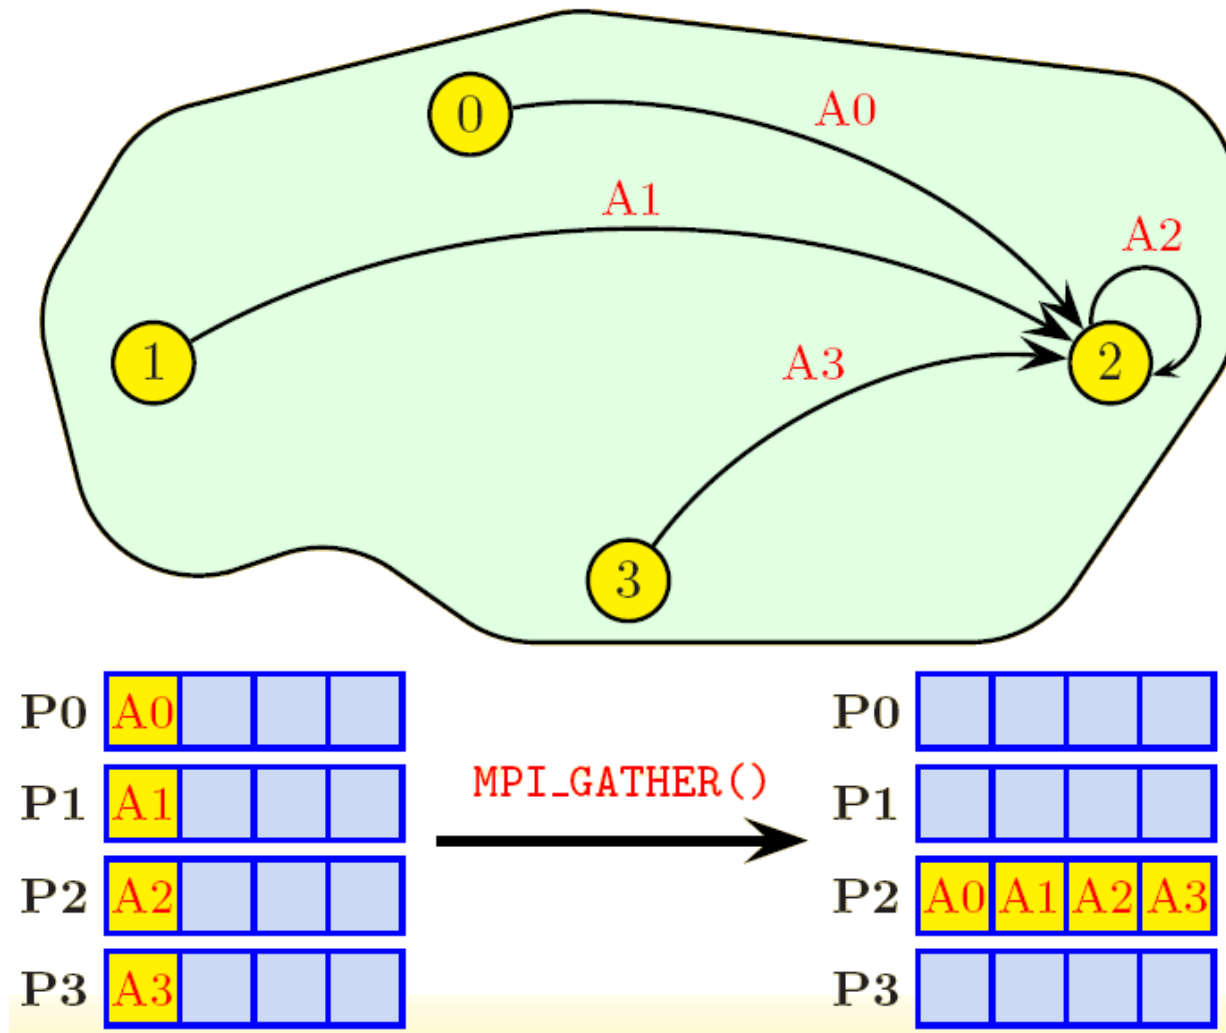 0
A0
A1
A2
1
A3
2
3
P0 A0
P0
P1 A1
MPI_GATHER()
P1
P2 A2
P2 A0 A1 A2 A3
P3 A3
P3